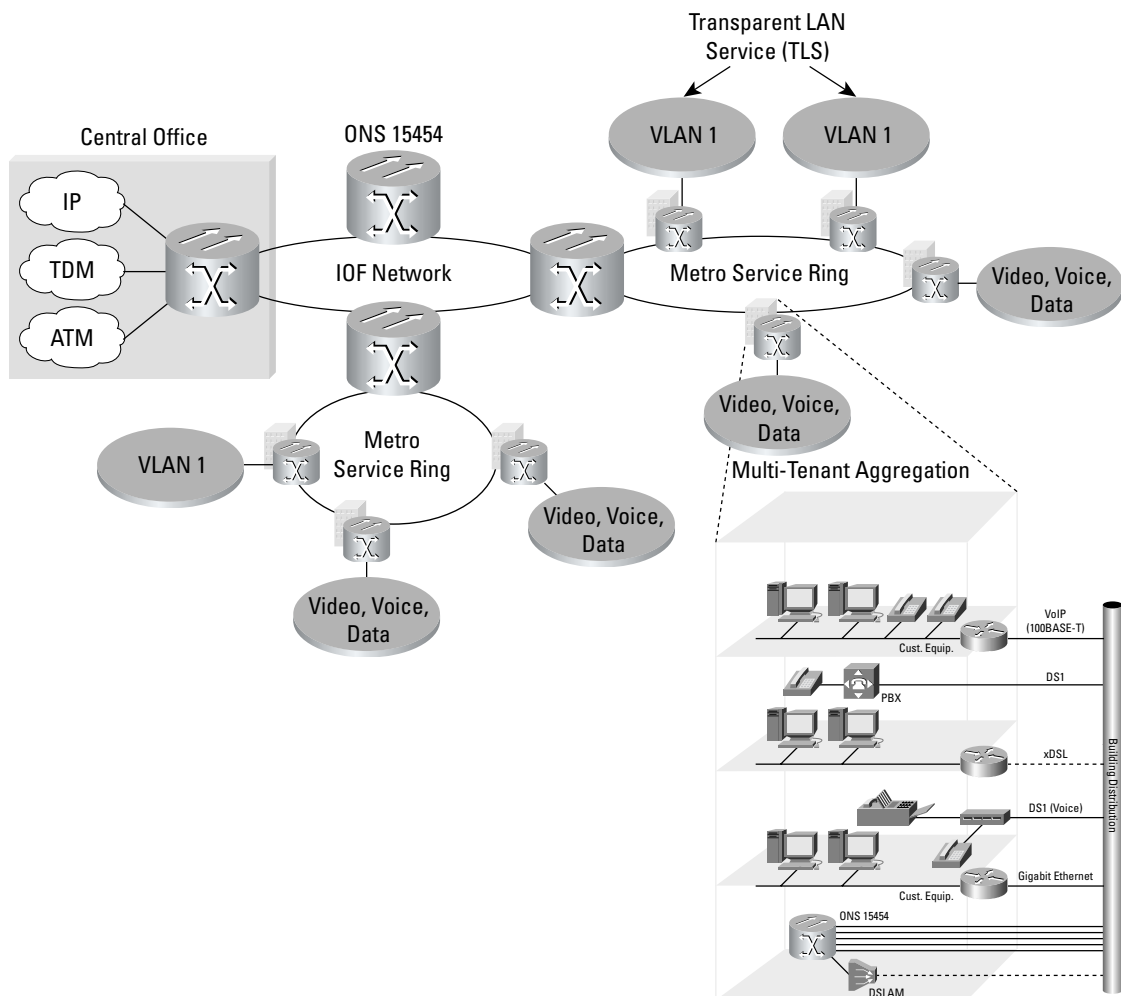 Transparent LAN
Service (TLS)
VLAN 1
VLAN 1
Central Office
ONS 15454
IP
TDM
ATM
IOF Network
Metro Service Ring
Video, Voice,
Data
Video, Voice,
Data
VLAN 1
Metro
Service Ring
Video, Voice,
Data
Video, Voice,
Data
Multi-Tenant Aggregation
VoIP
(100BASE-T)
Cust. Equip.
DS1
PBX
xDSL
DS1 (Voice)
Gigabit Ethernet
Cust. Equip.
ONS 15454
DSLAM
Building Distribution